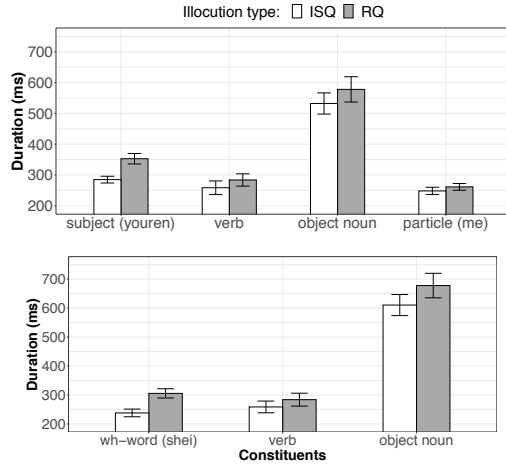 Illocution type: ISQ RQ
Duration (ms)
700
600
500
400
300
200
subject (youren) verb object noun particle (me)
Duration (ms)
700
600
500
400
300
200
wh−word (shei) verb object noun
Constituents